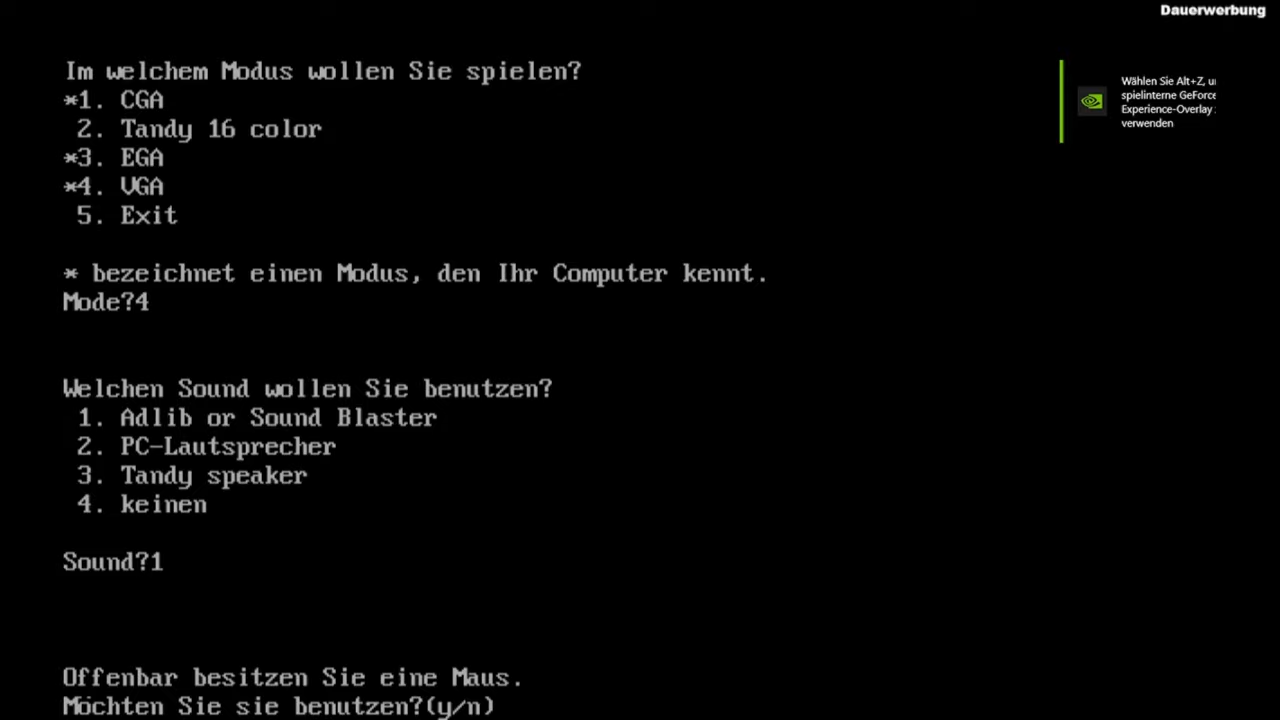 Dauerwerbung
Im welchem Modus wollen Sie spielen?
*1. CGA
2. Tandy 16 color
*3. EGA
*4. VGA
5. Exit
* bezeichnet einen Modus, den Ihr Computer kennt.
Mode?4
Welchen Sound wollen Sie benutzen?
1. Adlib or Sound Blaster
2. PC-Lautsprecher
3. Tandy speaker
4. keinen
Sound?1
Offenbar besitzen Sie eine Maus.
Möchten Sie sie benutzen?(y/n)
Wählen Sie Alt+Z, u
spielinterne GeForce
Experience-Overlay
verwenden